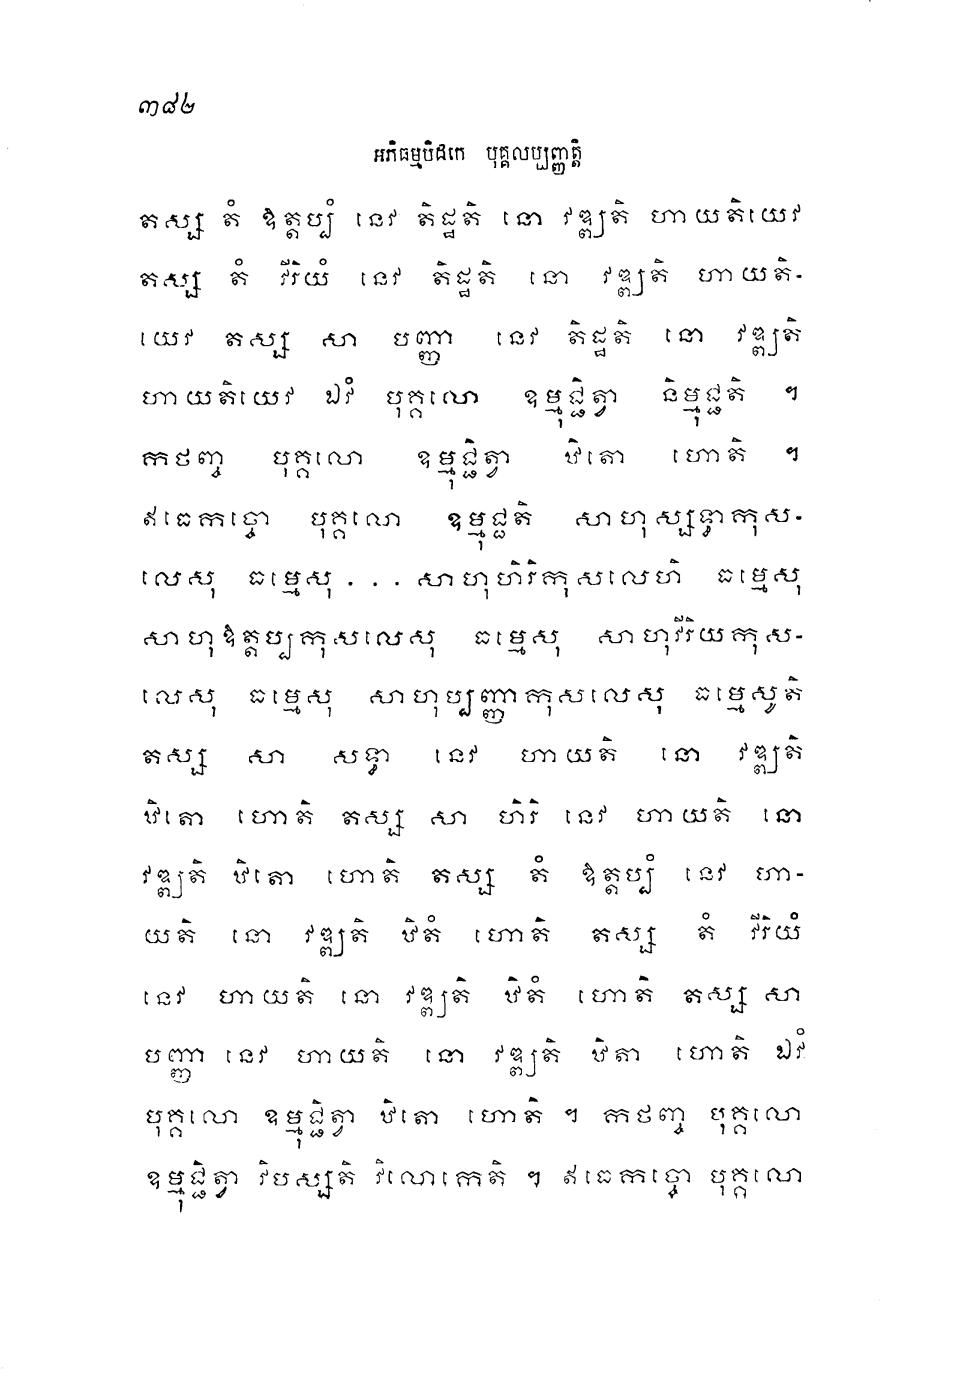 ៣៨២
អភិធម្មបិដកេ បុគ្គលប្បញ្ញត្តិ
តស្ស តំ ឱត្តប្បំ នេវ តិដ្ឋតិ នោ វឌ្ឍតិ ហាយតិយេវ
តស្ស តំ វីរិយំ នេវ តិដ្ឋតិ នោ វឌ្ឍតិ ហាយតិ-
យេវ តស្ស សា បញ្ញា នេវ តិដ្ឋតិ នោ វឌ្ឍតិ
ហាយតិយេវ ឯវំ បុគ្គលោ ឧម្មុជ្ជិត្វា និម្មុជ្ជតិ ។
កថញ្ច បុគ្គលោ ឧម្មុជ្ជិត្វា ឋិតោ ហោតិ ។
ឥធេកច្ចោ បុគ្គលោ ឧម្មុជ្ជតិ សាហុស្សទ្ធាកុស-
លេសុ ធម្មេសុ . . . សាហុហិរិកុសលេហិ ធម្មេសុ
សាហុឱត្តប្បកុសលេសុ ធម្មេសុ សាហុវីរិយកុស-
លេសុ ធម្មេសុ សាហុប្បញ្ញាកុសលេសុ ធម្មេសូតិ
តស្ស សា សទ្ធា នេវ ហាយតិ នោ វឌ្ឍតិ
ឋិតោ ហោតិ តស្ស សា ហិរិ នេវ ហាយតិ នោ
វឌ្ឍតិ ឋិតោ ហោតិ តស្ស តំ ឱត្តប្បំ នេវ ហា-
យតិ នោ វឌ្ឍតិ ឋិតំ ហោតិ តស្ស តំ វីរិយំ
នេវ ហាយតិ នោ វឌ្ឍតិ ឋិតំ ហោតិ តស្ស សា
បញ្ញា នេវ ហាយតិ នោ វឌ្ឍតិ ឋិតា ហោតិ ឯវំ
បុគ្គលោ ឧម្មុជ្ជិត្វា ឋិតោ ហោតិ ។ កថញ្ច បុគ្គលោ
ឧម្មុជ្ជិត្វា វិបស្សតិ វិលោកេតិ ។ ឥធេកច្ចោ បុគ្គលោ